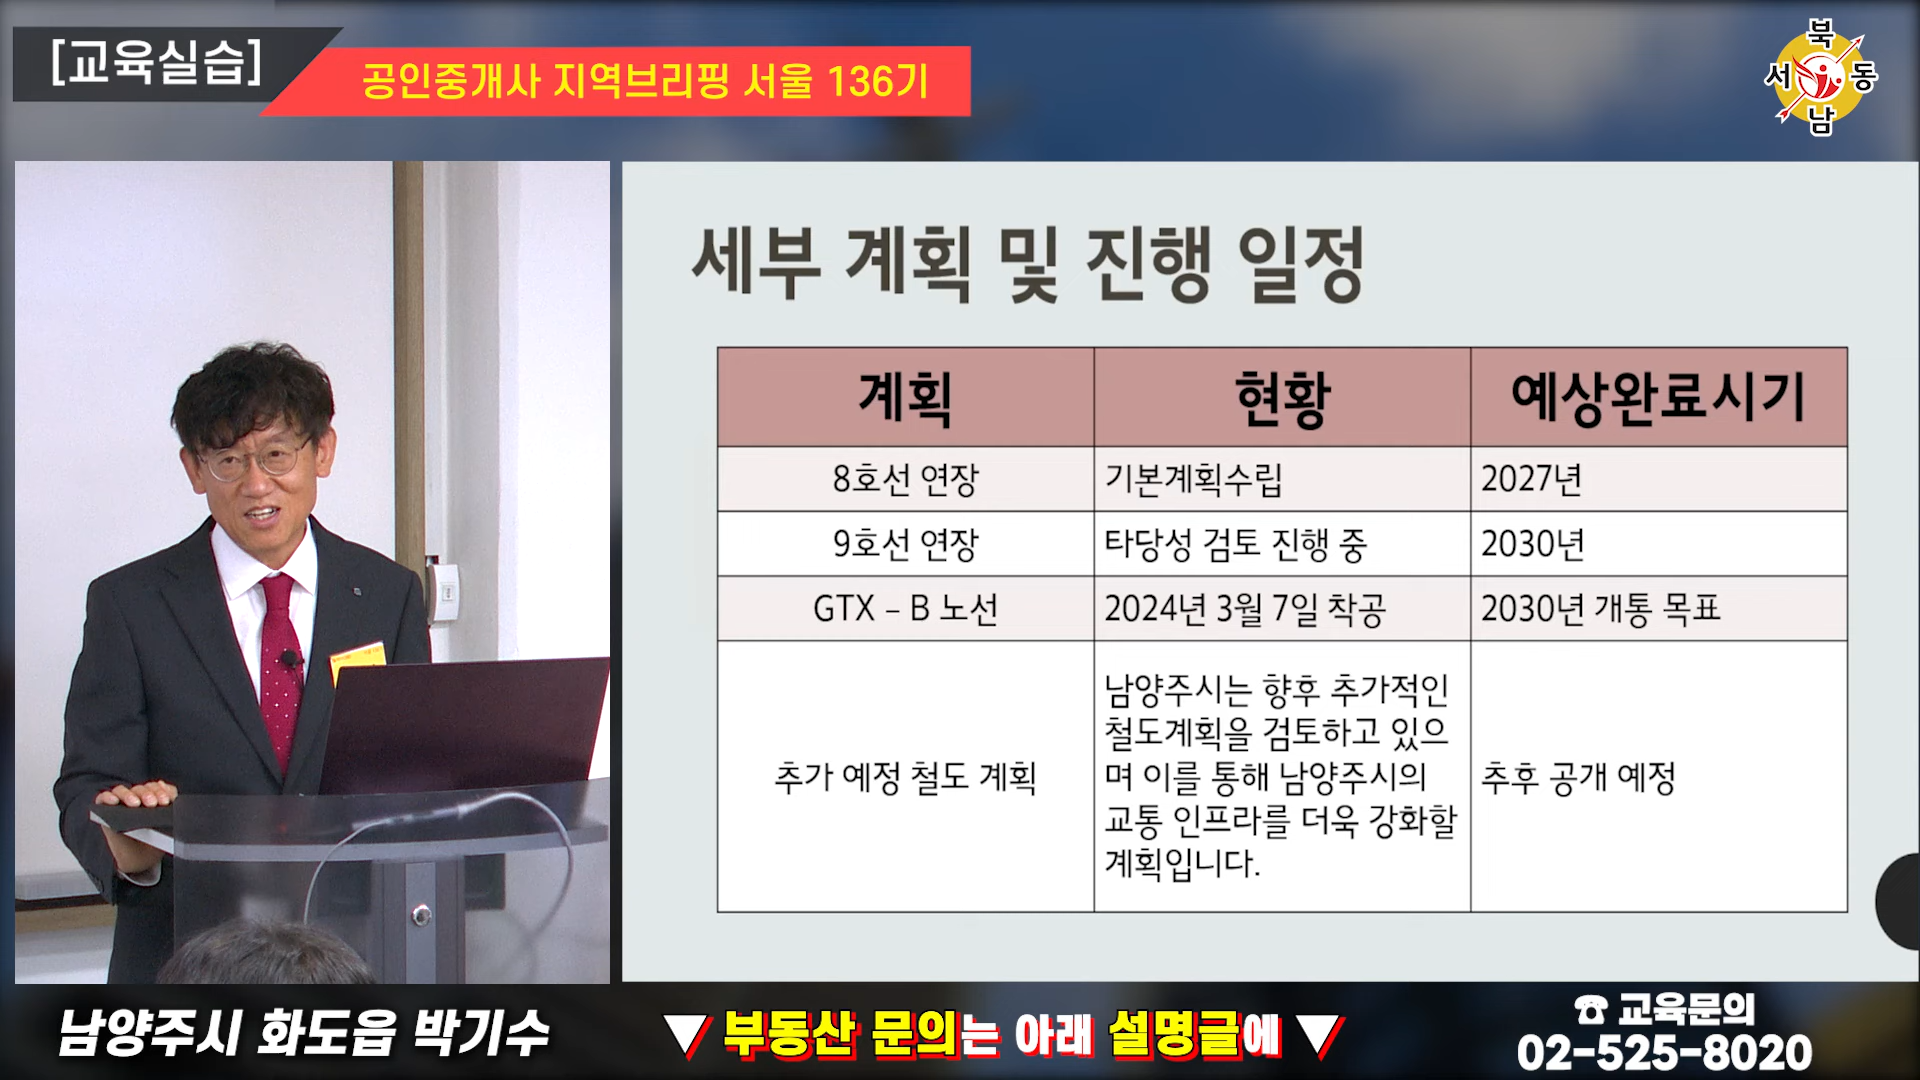 [교육실습]
공인중개사 지역브리핑 서울 136기
북
서 동
남
세부 계획 및 진행 일정
계획 현황 예상완료시기
8호선 연장 기본계획수립 2027년
9호선 연장 타당성 검토 진행 중 2030년
GTX – B 노선 2024년 3월 7일 착공 2030년 개통 목표
추가 예정 철도 계획
남양주시는 향후 추가적인
철도계획을 검토하고 있으
며 이를 통해 남양주시의
교통 인프라를 더욱 강화할
계획입니다.
추후 공개 예정
남양주시 화도읍 박기수
▼ 부동산 문의는 아래 설명글에 ▼
☎ 교육문의
02-525-8020